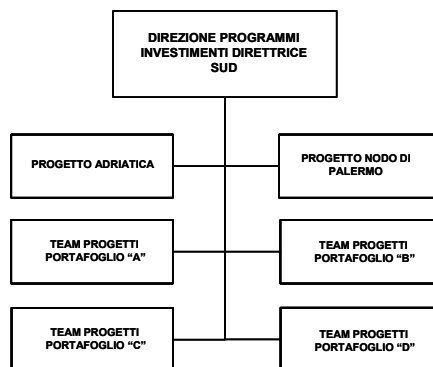 DIREZIONE PROGRAMMI
INVESTIMENTI DIRETTRICE
SUD
PROGETTO ADRIATICA
PROGETTO NODO DI
PALERMO
TEAM PROGETTI
PORTAFOGLIO “A”
TEAM PROGETTI
PORTAFOGLIO “B”
TEAM PROGETTI
PORTAFOGLIO “C”
TEAM PROGETTI
PORTAFOGLIO “D”